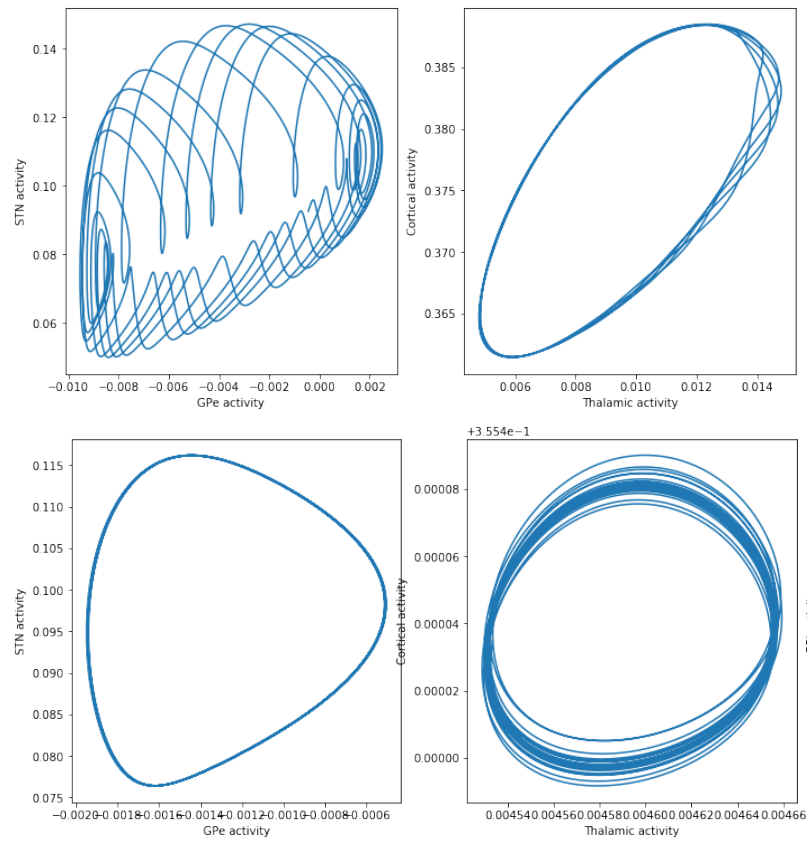 0.14
0.12
0.10
0.08
0.06
STN activity
−0.010 −0.008 −0.006 −0.004 −0.002 0.000 0.002
GPe activity
0.385
0.380
0.375
0.370
0.365
Cortical activity
0.006 0.008 0.010 0.012 0.014
Thalamic activity
0.115
0.110
0.105
0.100
0.095
0.090
0.085
0.080
0.075
STN activity
−0.0020 −0.0018 −0.0016 −0.0014 −0.0012 −0.0010 −0.0008 −0.0006
GPe activity
+3.554e−1
0.00008
0.00006
0.00004
0.00002
0.00000
Cortical activity
0.00454 0.00456 0.00458 0.00460 0.00462 0.00464 0.00466
Thalamic activity